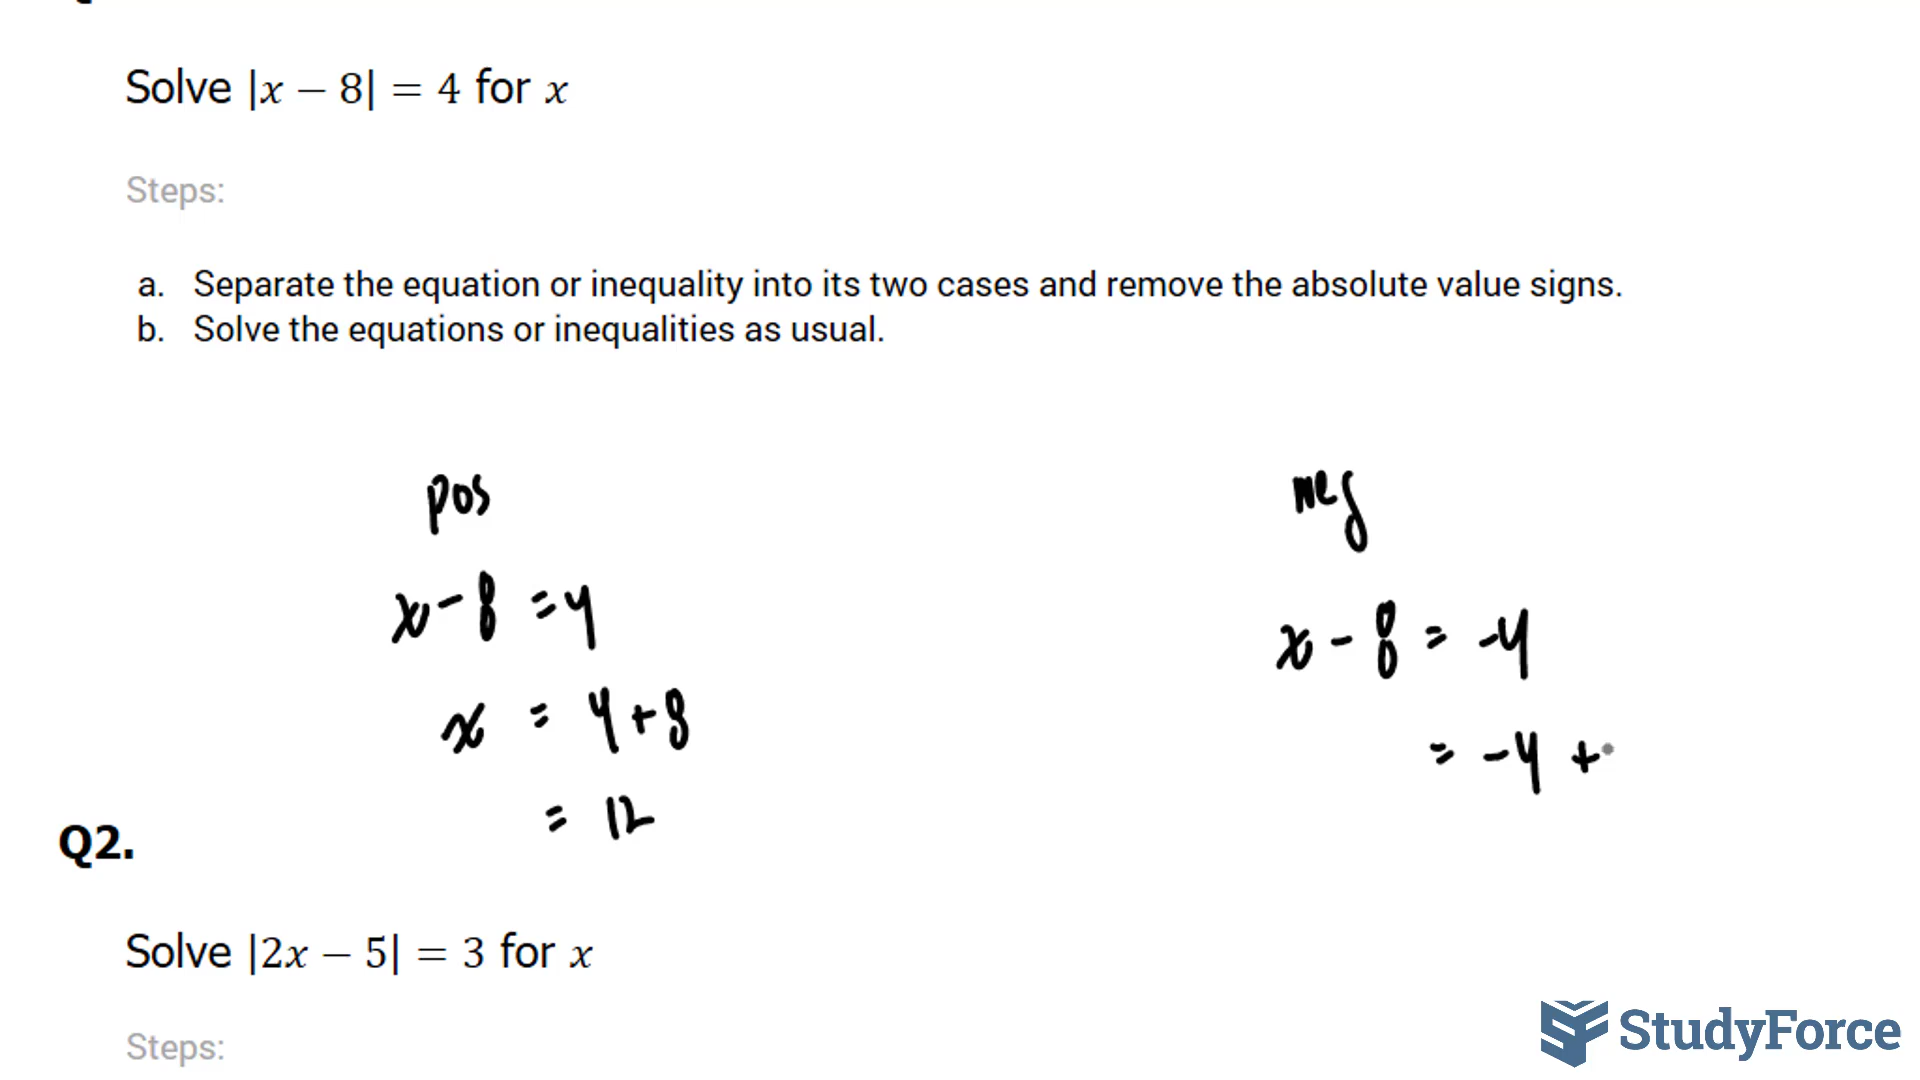 Solve |x − 8| = 4 for x
Steps:
a. Separate the equation or inequality into its two cases and remove the absolute value signs.
b. Solve the equations or inequalities as usual.
pos
x - 8 = 4
x = 4 + 8
= 12
neg
x - 8 = -4
= -4 +
Q2.
Solve |2x − 5| = 3 for x
Steps:
StudyForce